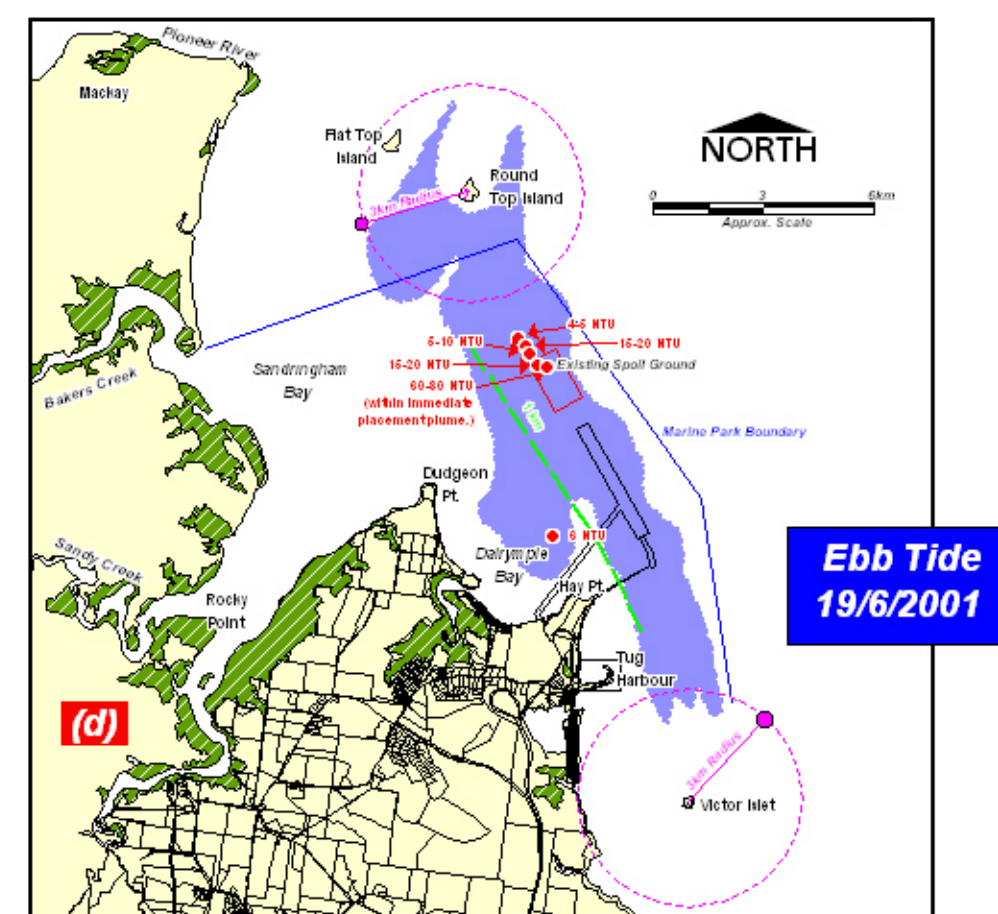 Pioneer River
Mackay
Flat Top
Island
Round
Top Island
3km Radius
NORTH
0 3 6km
Approx. Scale
4-5 NTU
5-10 NTU
15-20 NTU
15-20 NTU
Existing Spoil Ground
60-80 NTU
(within immediate
placement plume.)
Sandringham
Bay
Bakers Creek
1 km
Marine Park Boundary
Dudgeon
Pt.
6 NTU
Dalrymple
Bay
Hay Pt.
Ebb Tide
19/6/2001
Sandy Creek
Rocky
Point
Tug
Harbour
(d)
3km Radius
Victor Islet